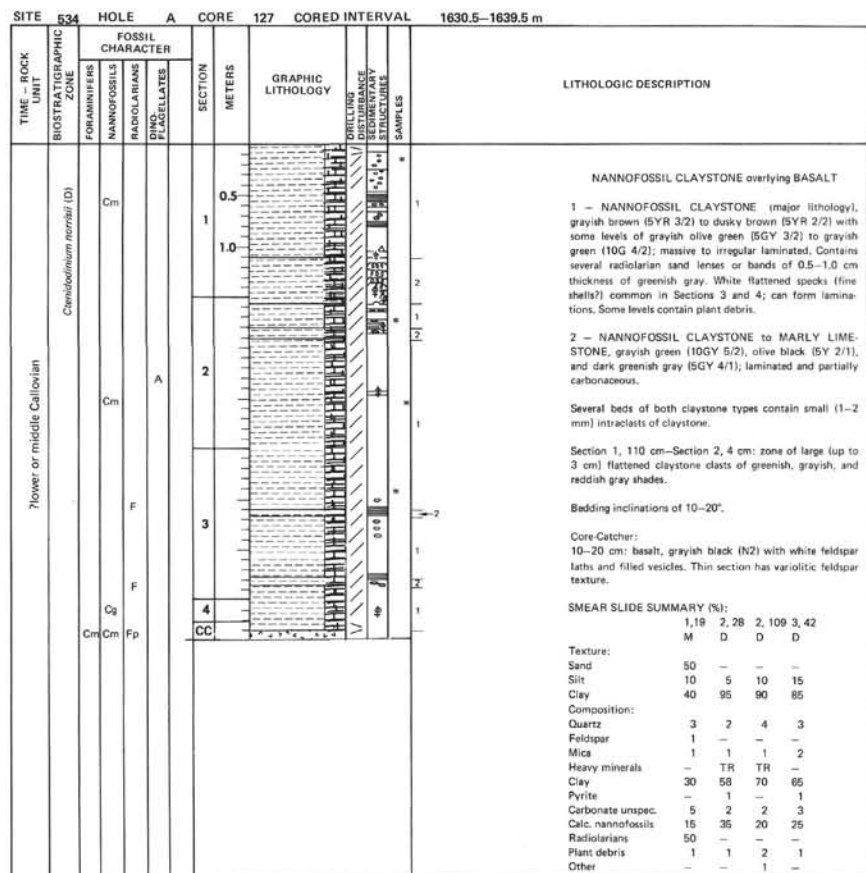 SITE 534 HOLE A CORE 127 CORED INTERVAL 1630.5–1639.5 m
TIME – ROCK UNIT
BIOSTRATIGRAPHIC ZONE
FOSSIL CHARACTER
FORAMINIFERS
NANNOFOSSILS
RADIOLARIANS
DINO-FLAGELLATES
SECTION
METERS
GRAPHIC LITHOLOGY
DRILLING DISTURBANCE
SEDIMENTARY STRUCTURES
SAMPLES
LITHOLOGIC DESCRIPTION
?lower or middle Callovian
Ctenidodinium norrisii (D)
Cm
0.5
1
1
1.0
2
*
*
1
*
2
2
A
Cm
*
1
*
F
3
2
1
F
2
Cg
4
1
CC
Cm Cm Fp
NANNOFOSSIL CLAYSTONE overlying BASALT
1 – NANNOFOSSIL CLAYSTONE (major lithology),
grayish brown (5YR 3/2) to dusky brown (5YR 2/2) with
some levels of grayish olive green (5GY 3/2) to grayish
green (10G 4/2); massive to irregular laminated. Contains
several radiolarian sand lenses or bands of 0.5–1.0 cm
thickness of greenish gray. White flattened specks (fine
shells?) common in Sections 3 and 4; can form lamina-
tions. Some levels contain plant debris.
2 – NANNOFOSSIL CLAYSTONE to MARLY LIME-
STONE, grayish green (10GY 5/2), olive black (5Y 2/1),
and dark greenish gray (5GY 4/1); laminated and partially
carbonaceous.
Several beds of both claystone types contain small (1–2
mm) intraclasts of claystone.
Section 1, 110 cm–Section 2, 4 cm: zone of large (up to
3 cm) flattened claystone clasts of greenish, grayish, and
reddish gray shades.
Bedding inclinations of 10–20°.
Core-Catcher:
10–20 cm: basalt, grayish black (N2) with white feldspar
laths and filled vesicles. Thin section has variolitic feldspar
texture.
SMEAR SLIDE SUMMARY (%):
1,19 2, 28 2, 109 3, 42
M D D D
Texture:
Sand 50 – – –
Silt 10 5 10 15
Clay 40 95 90 85
Composition:
Quartz 3 2 4 3
Feldspar 1 – – –
Mica 1 1 1 2
Heavy minerals – TR TR –
Clay 30 58 70 65
Pyrite – 1 – 1
Carbonate unspec. 5 2 2 3
Calc. nannofossils 15 35 20 25
Radiolarians 50 – – –
Plant debris 1 1 2 1
Other – – 1 –